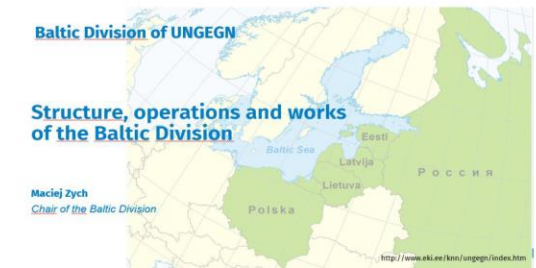 Baltic Division of UNGEGN
Structure, operations and works
of the Baltic Division
Eesti
Baltic Sea
Latvija
Россия
Lietuva
Maciej Zych
Chair of the Baltic Division
Polska
http://www.eki.ee/knn/ungegn/index.htm